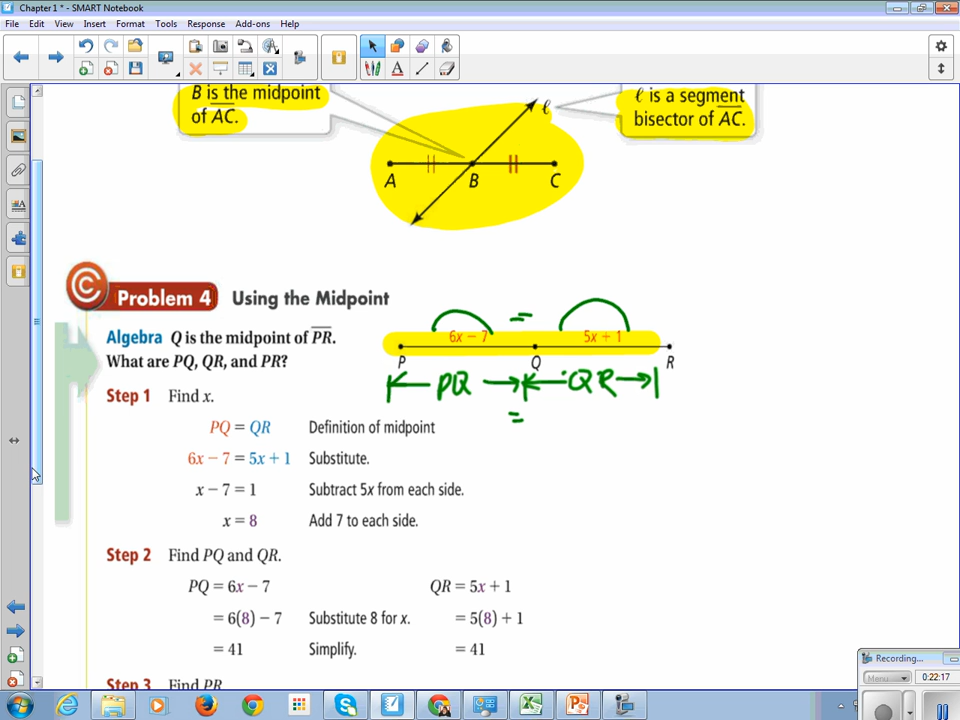 Chapter1 * - SMART Notebook
File Edit View Insert Format Tools Response Add-ons Help
B is the midpoint
of AC.
ℓ
ℓ is a segment
bisector of AC.
A B C
C Problem 4 Using the Midpoint
=
Algebra Q is the midpoint of PR.
6x − 7 5x + 1
What are PQ, QR, and PR?
P Q R
PQ QR
=
Step 1 Find x.
PQ = QR Definition of midpoint
6x − 7 = 5x + 1 Substitute.
x − 7 = 1 Subtract 5x from each side.
x = 8 Add 7 to each side.
Step 2 Find PQ and QR.
PQ = 6x − 7 QR = 5x + 1
= 6(8) − 7 Substitute 8 for x. = 5(8) + 1
= 41 Simplify. = 41
Step 3 Find PR
Recording...
Menu
0:22:17